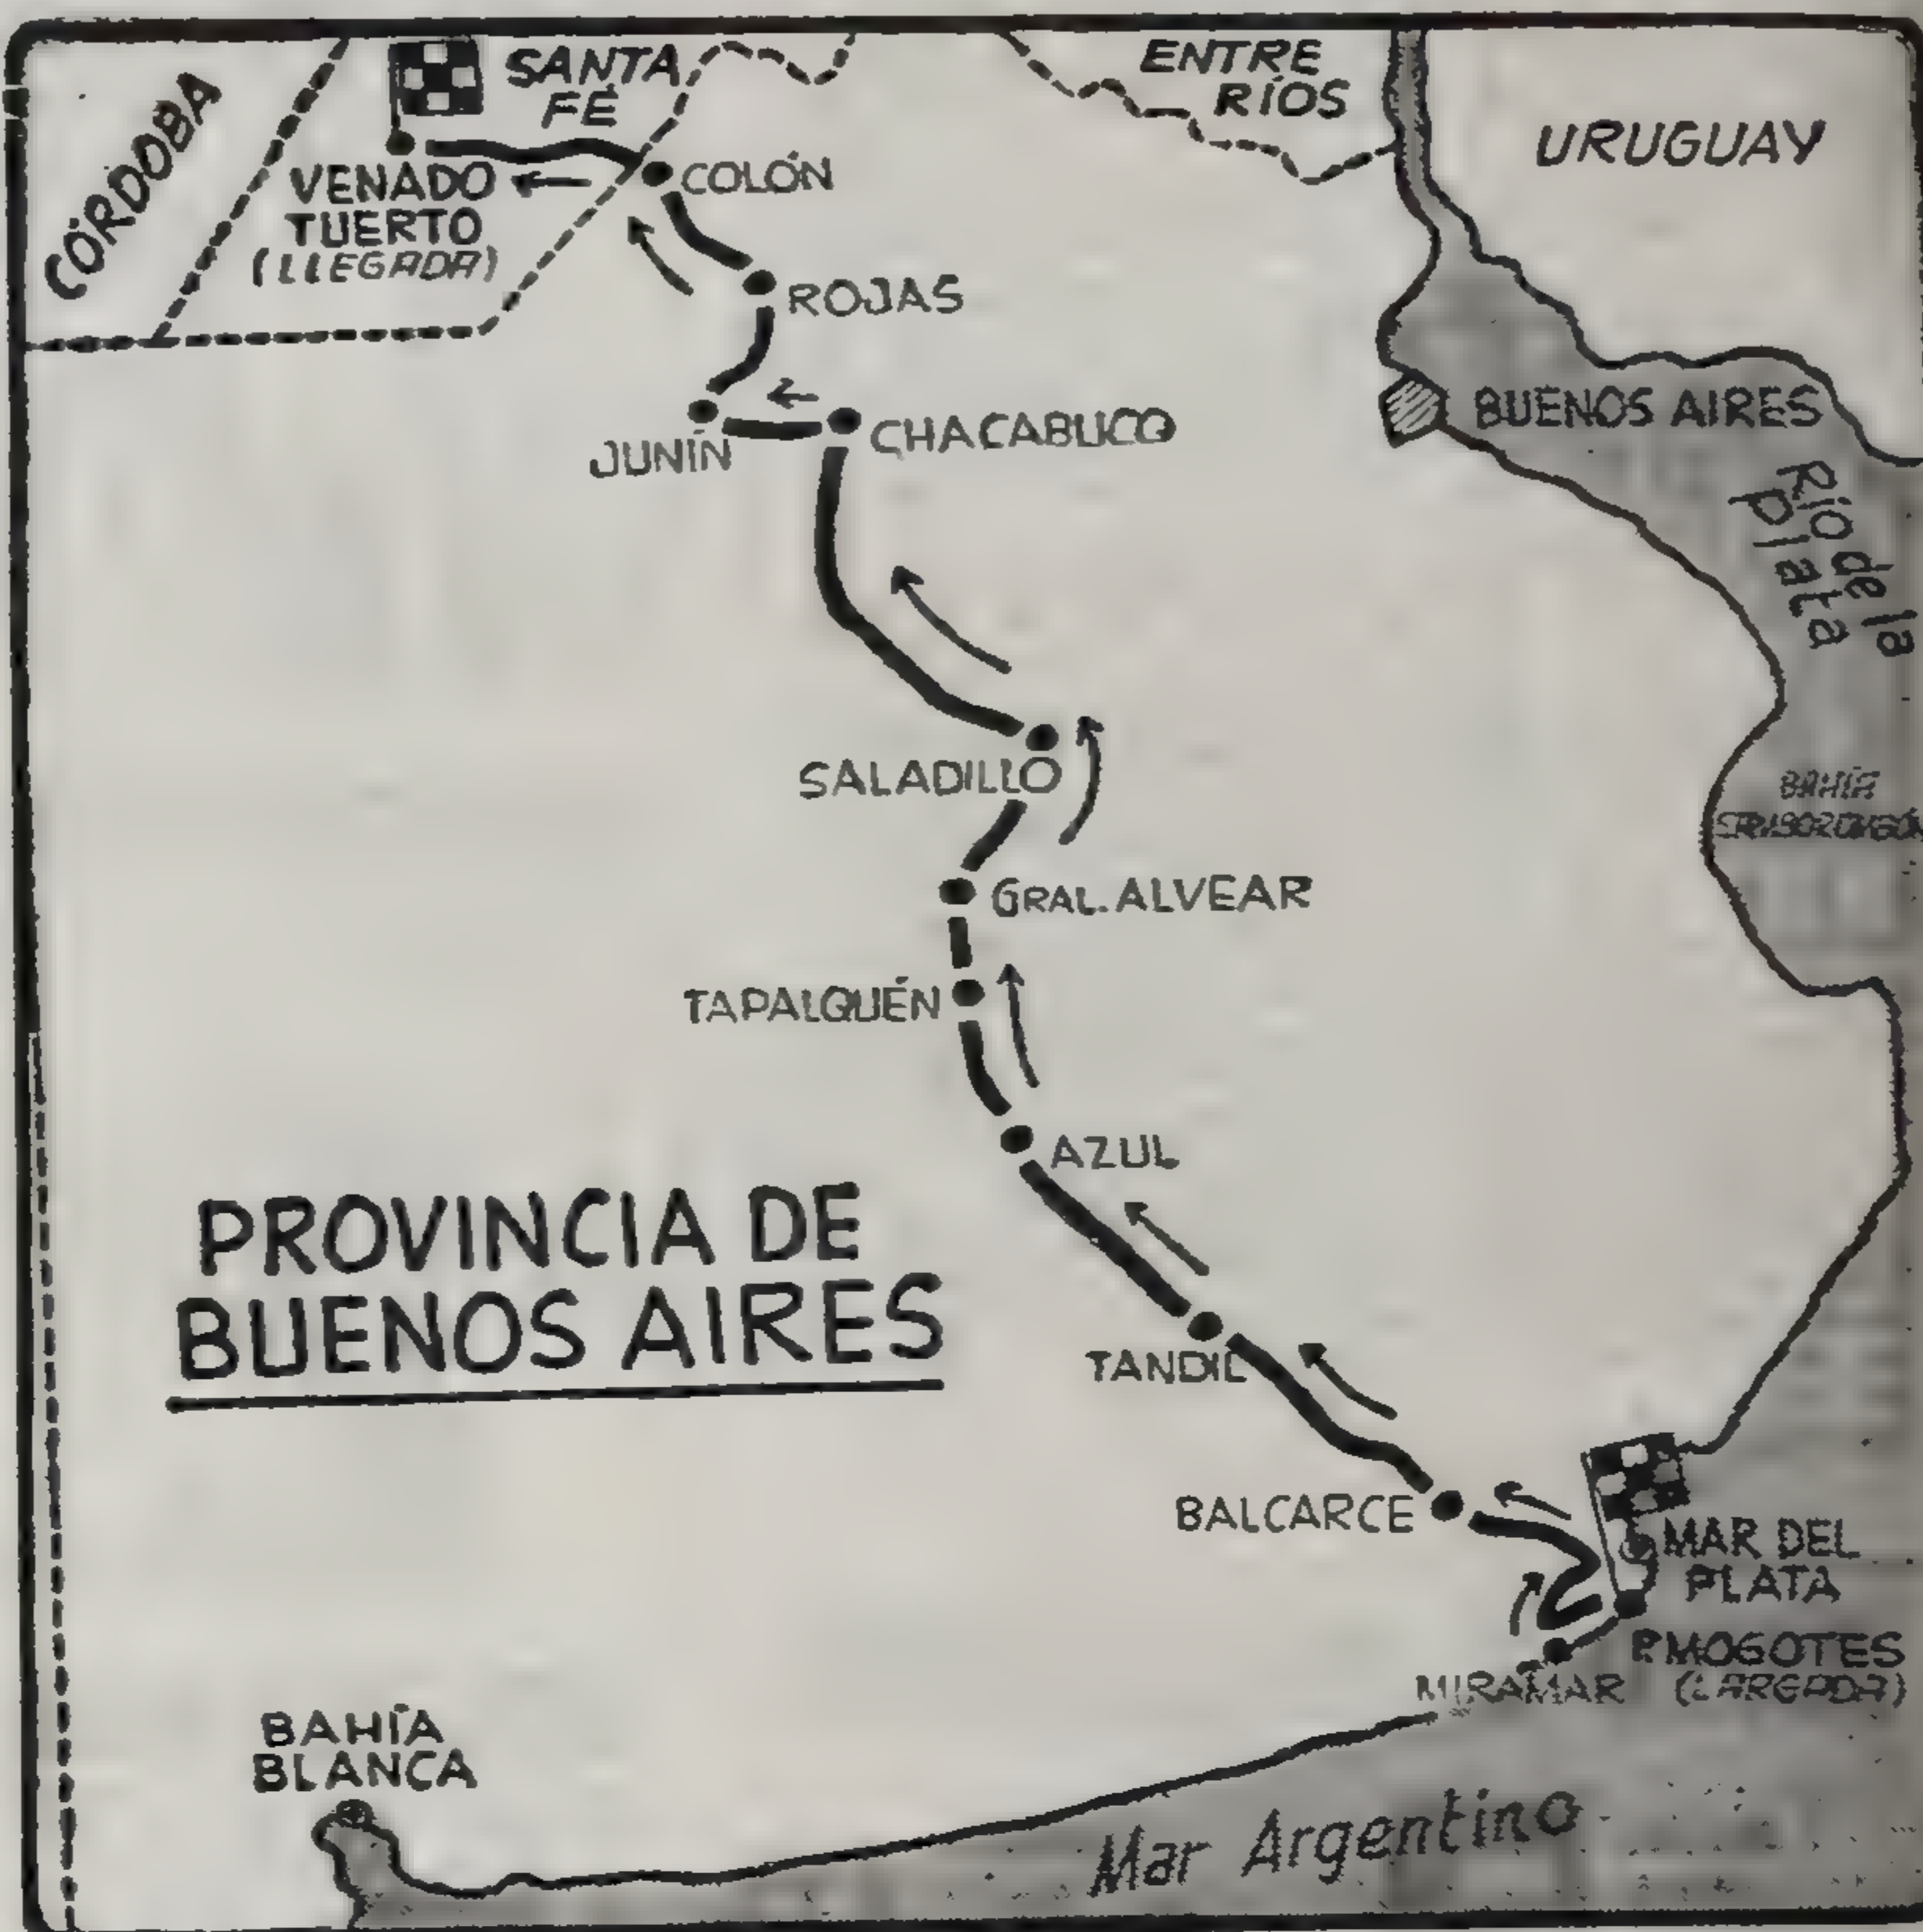 CÓRDOBA
SANTA
FÉ
ENTRE
RÍOS
URUGUAY
VENADO
TUERTO
(LLEGADA)
COLÓN
ROJAS
JUNÍN
CHACABUCO
BUENOS AIRES
Río de la
Plata
SALADILLO
BAHÍA
GRAL. ALVEAR
TAPALQUÉN
AZUL
PROVINCIA DE
BUENOS AIRES
TANDIL
BALCARCE
MAR DEL
PLATA
P. MOGOTES
(LARGADA)
MIRAMAR
BAHÍA
BLANCA
Mar Argentino